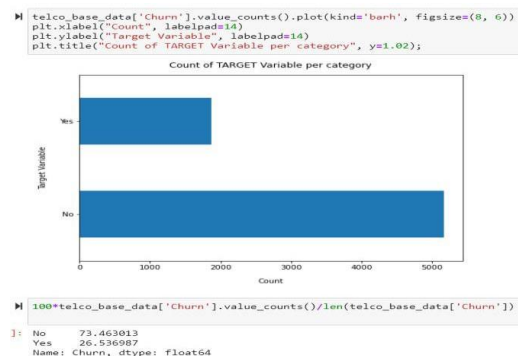 telco_base_data['Churn'].value_counts().plot(kind='barh', figsize=(8, 6))
plt.xlabel("Count", labelpad=14)
plt.ylabel("Target Variable", labelpad=14)
plt.title("Count of TARGET Variable per category", y=1.02);
Count of TARGET Variable per category
Yes
Target Variable
No
0 1000 2000 3000 4000 5000
Count
100*telco_base_data['Churn'].value_counts()/len(telco_base_data['Churn'])
]: No 73.463013
Yes 26.536987
Name: Churn, dtype: float64